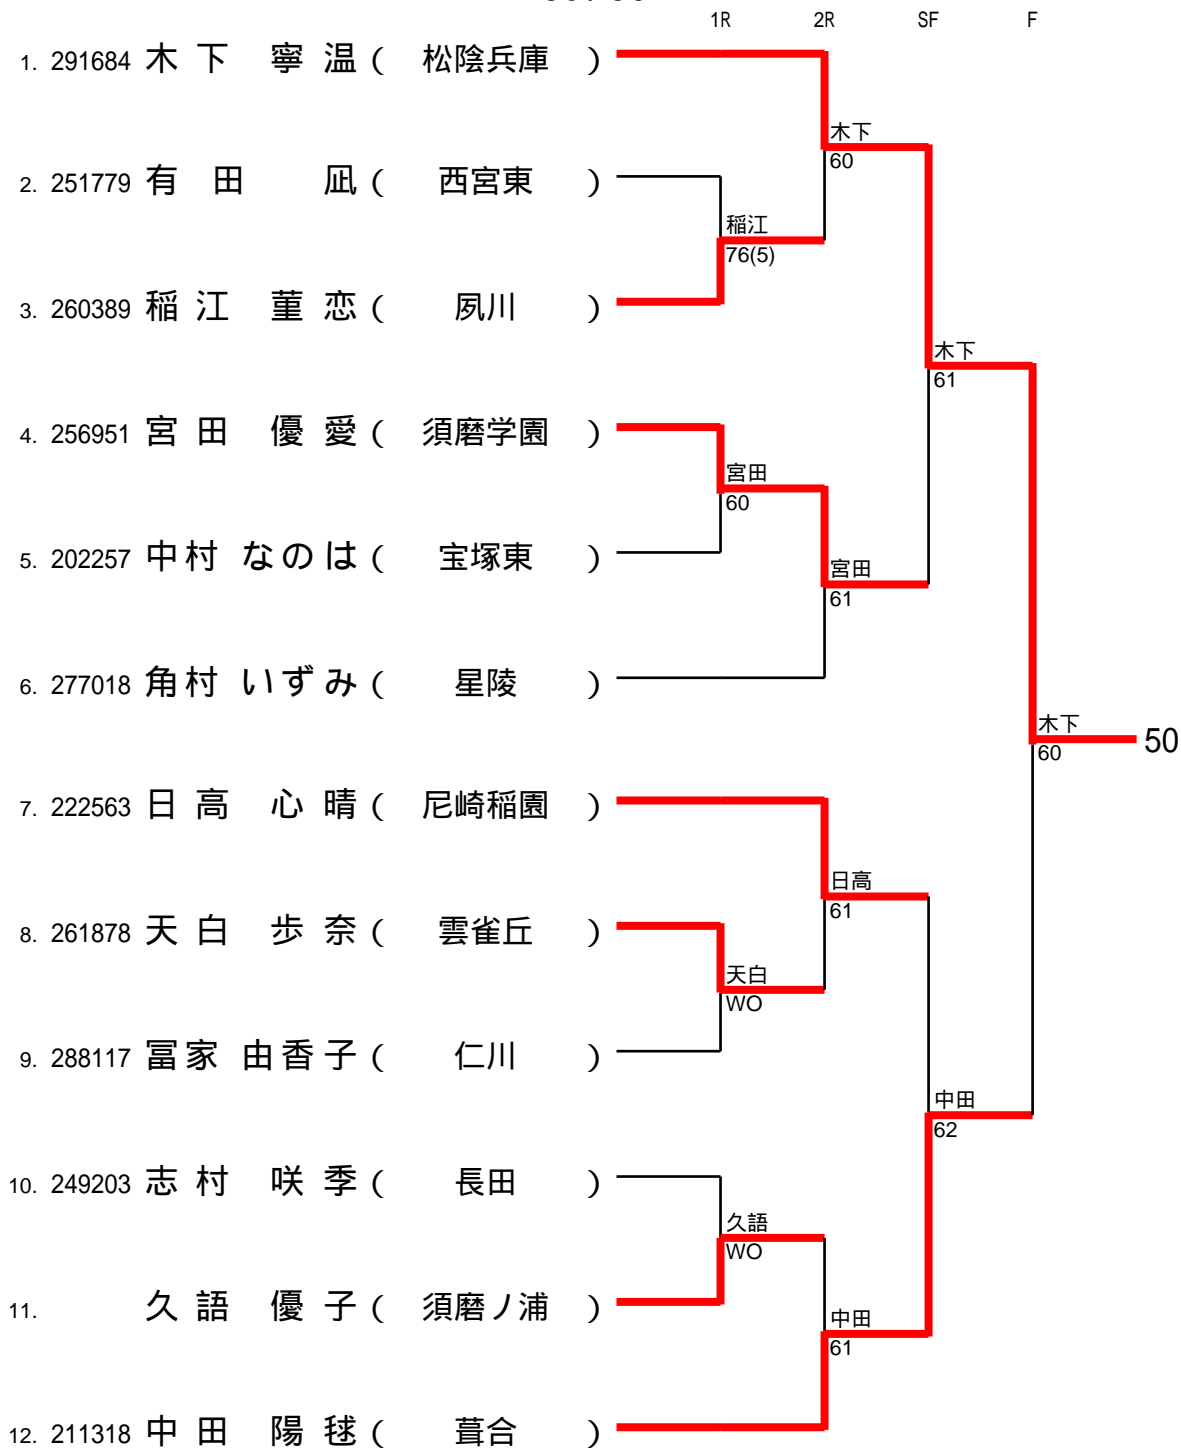 1R 2R SF F
1. 291684 木下 寧温 ( 松陰兵庫 )
木下
60
2. 251779 有田 凪 ( 西宮東 )
稲江
76(5)
3. 260389 稲江 菫恋 ( 夙川 )
木下
61
4. 256951 宮田 優愛 ( 須磨学園 )
宮田
60
5. 202257 中村 なのは ( 宝塚東 )
宮田
61
6. 277018 角村 いずみ ( 星陵 )
木下
60
50
7. 222563 日高 心晴 ( 尼崎稲園 )
日高
61
8. 261878 天白 歩奈 ( 雲雀丘 )
天白
WO
9. 288117 冨家 由香子 ( 仁川 )
中田
62
10. 249203 志村 咲季 ( 長田 )
久語
WO
11. 久語 優子 ( 須磨ノ浦 )
中田
61
12. 211318 中田 陽毬 ( 葺合 )